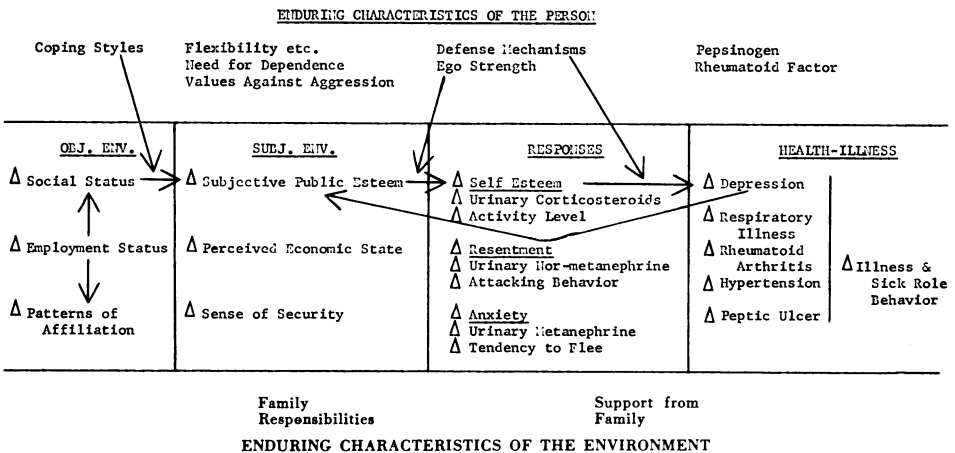 ENDURING CHARACTERISTICS OF THE PERSON
Coping Styles
Flexibility etc.
Need for Dependence
Values Against Aggression
Defense Mechanisms
Ego Strength
Pepsinogen
Rheumatoid Factor
OBJ. ENV.
Δ Social Status
Δ Employment Status
Δ Patterns of
Affiliation
SUBJ. ENV.
Δ Subjective Public Esteem
Δ Perceived Economic State
Δ Sense of Security
RESPONSES
Δ Self Esteem
Δ Urinary Corticosteroids
Δ Activity Level
Δ Resentment
Δ Urinary Nor-metanephrine
Δ Attacking Behavior
Δ Anxiety
Δ Urinary Metanephrine
Δ Tendency to Flee
HEALTH-ILLNESS
Δ Depression
Δ Respiratory
Illness
Δ Rheumatoid
Arthritis
Δ Hypertension
Δ Peptic Ulcer
Δ Illness &
Sick Role
Behavior
Family
Responsibilities
Support from
Family
ENDURING CHARACTERISTICS OF THE ENVIRONMENT